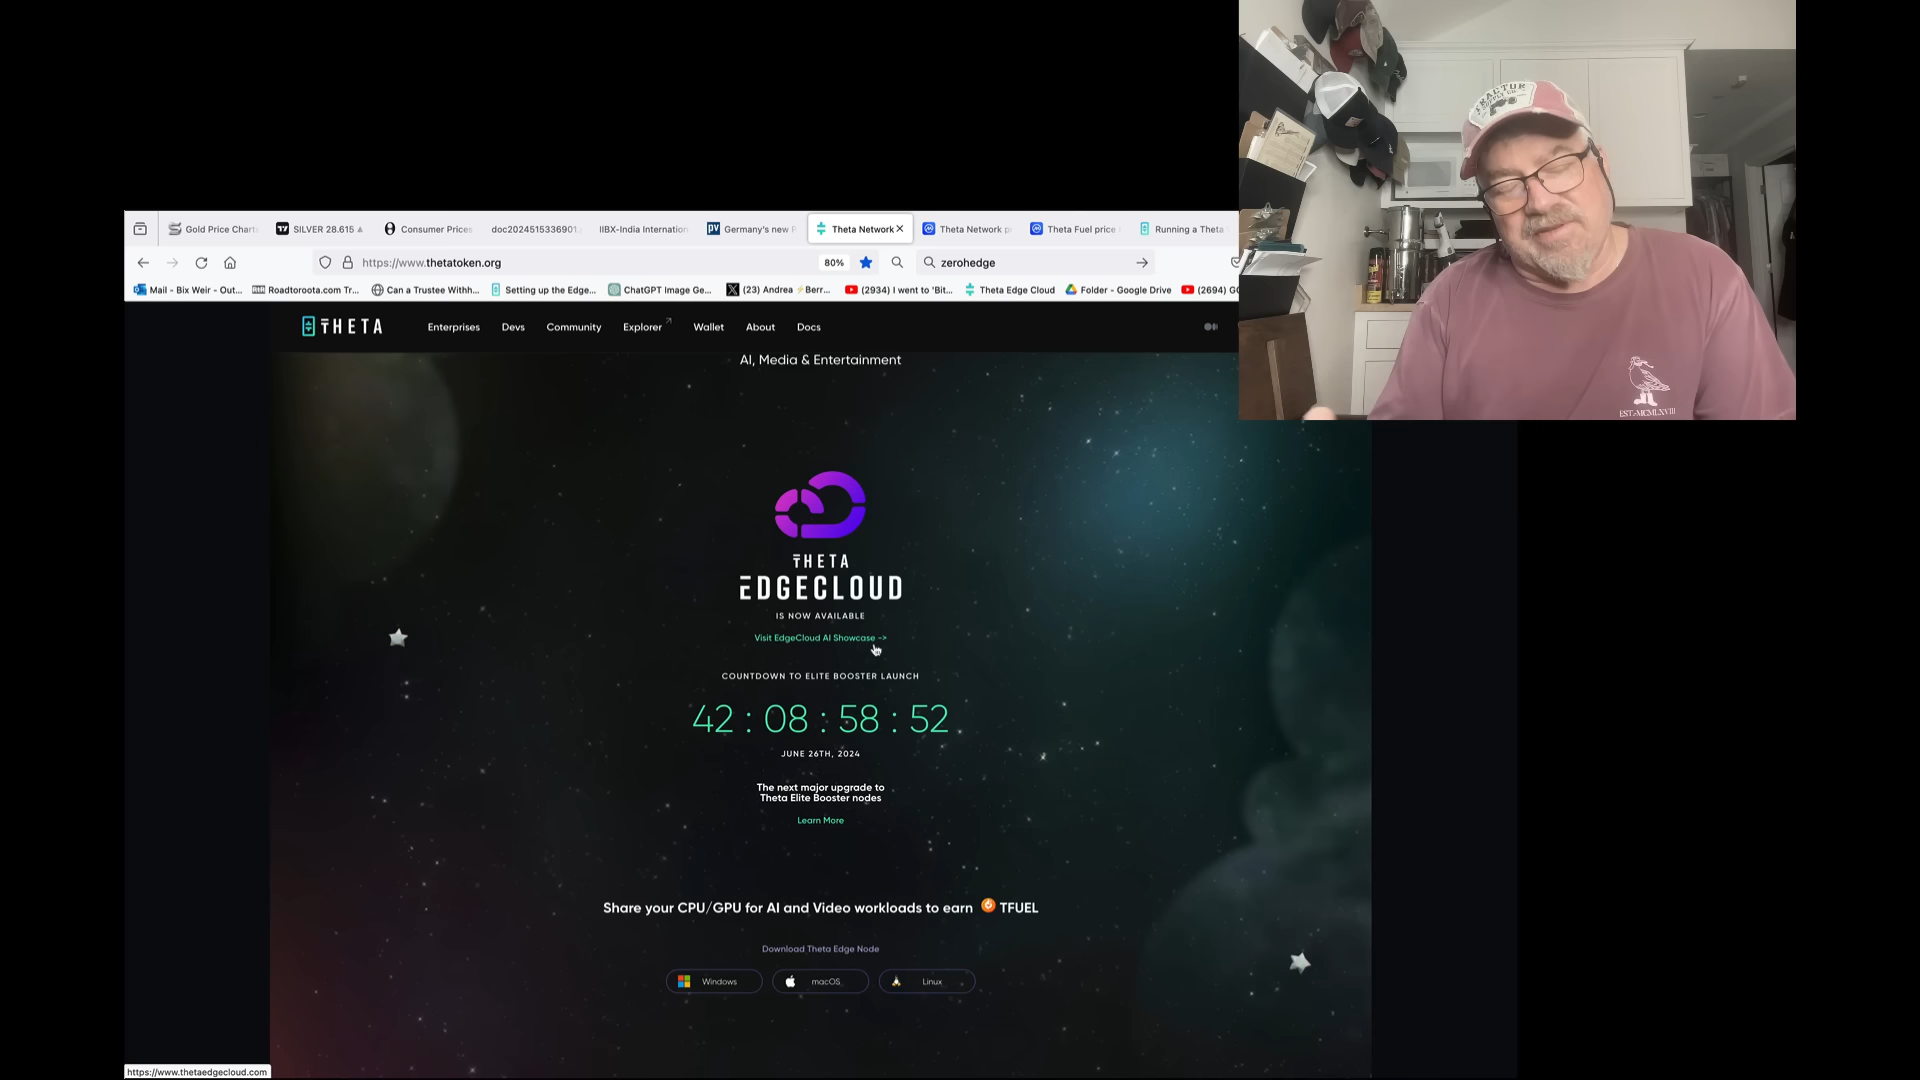 Gold Price Chart
SILVER 28.615
Consumer Prices
doc2024515336901
IIBX-India Internation
Germany's new
Theta Network
Theta Network
Theta Fuel price
Running a Theta
https://www.thetatoken.org
80%
zerohedge
Mail - Bix Weir - Out...
Roadtoroota.com Tr...
Can a Trustee Withh...
Setting up the Edge...
ChatGPT Image Ge...
(23) Andrea ⚡Berr...
(2934) I went to 'Bit...
Theta Edge Cloud
Folder - Google Drive
(2694)
THETA
Enterprises
Devs
Community
Explorer
Wallet
About
Docs
AI, Media & Entertainment
THETA
EDGECLOUD
IS NOW AVAILABLE
Visit EdgeCloud AI Showcase ->
COUNTDOWN TO ELITE BOOSTER LAUNCH
42 : 08 : 58 : 52
JUNE 26TH, 2024
The next major upgrade to
Theta Elite Booster nodes
Learn More
Share your CPU/GPU for AI and Video workloads to earn TFUEL
Download Theta Edge Node
Windows
macOS
Linux
https://www.thetaedgecloud.com
TRACTOR
SUPPLY CO
EST. MCMLXVIII